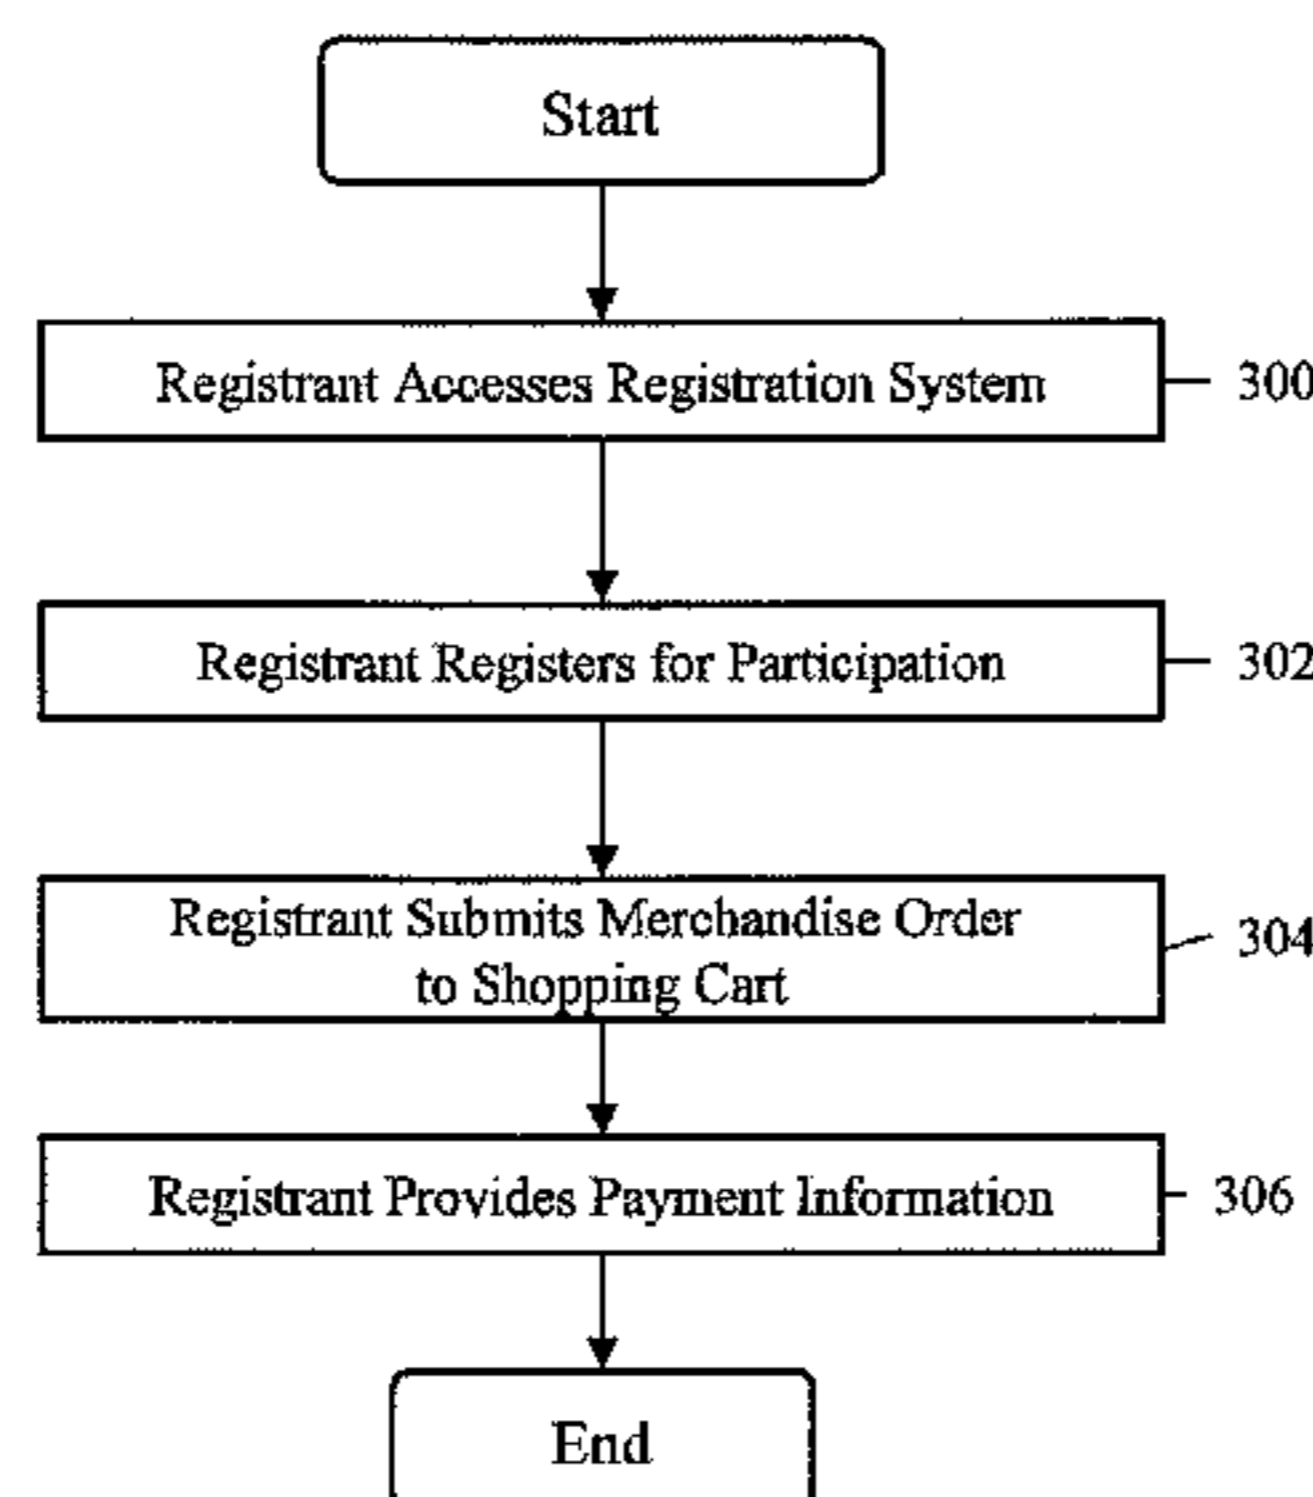 Start
Registrant Accesses Registration System
300
Registrant Registers for Participation
302
Registrant Submits Merchandise Order
to Shopping Cart
304
Registrant Provides Payment Information
306
End